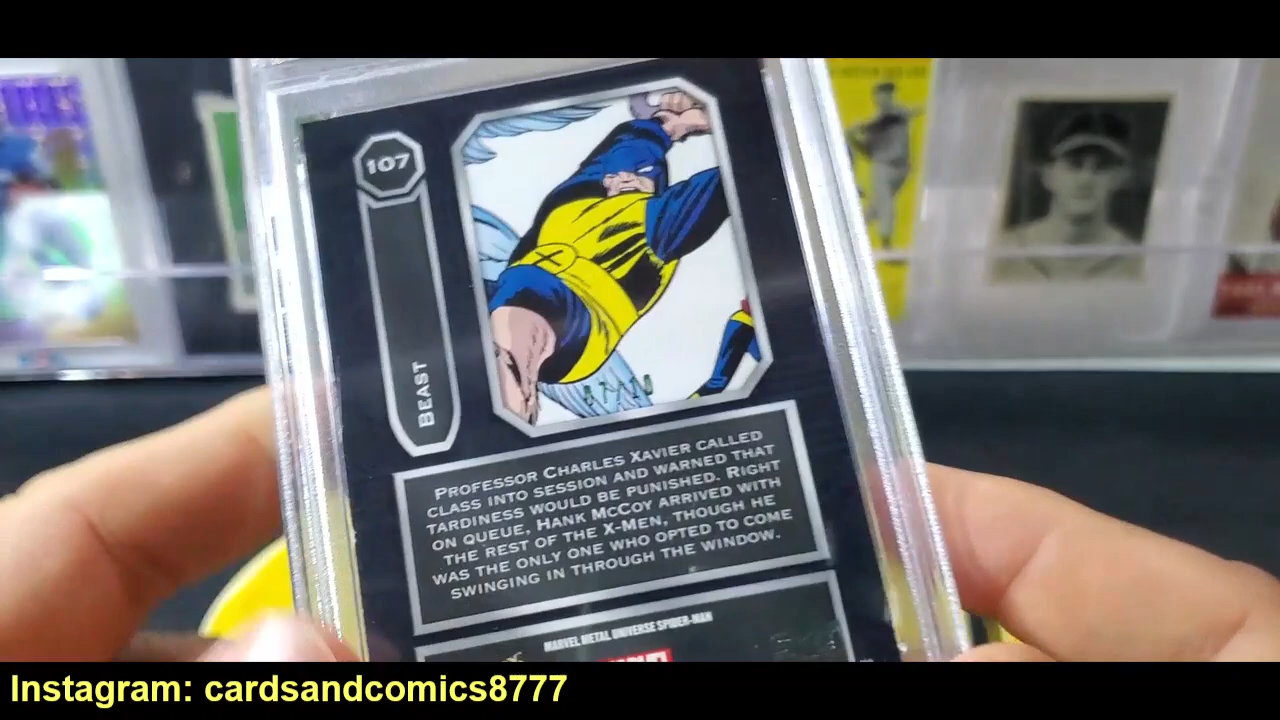 107
BEAST
PROFESSOR CHARLES XAVIER CALLED
CLASS INTO SESSION AND WARNED THAT
TARDINESS WOULD BE PUNISHED. RIGHT
ON QUEUE, HANK MCCOY ARRIVED WITH
THE REST OF THE X-MEN, THOUGH HE
WAS THE ONLY ONE WHO OPTED TO COME
SWINGING IN THROUGH THE WINDOW.
MARVEL METAL UNIVERSE SPIDER-MAN
Instagram: cardsandcomics8777